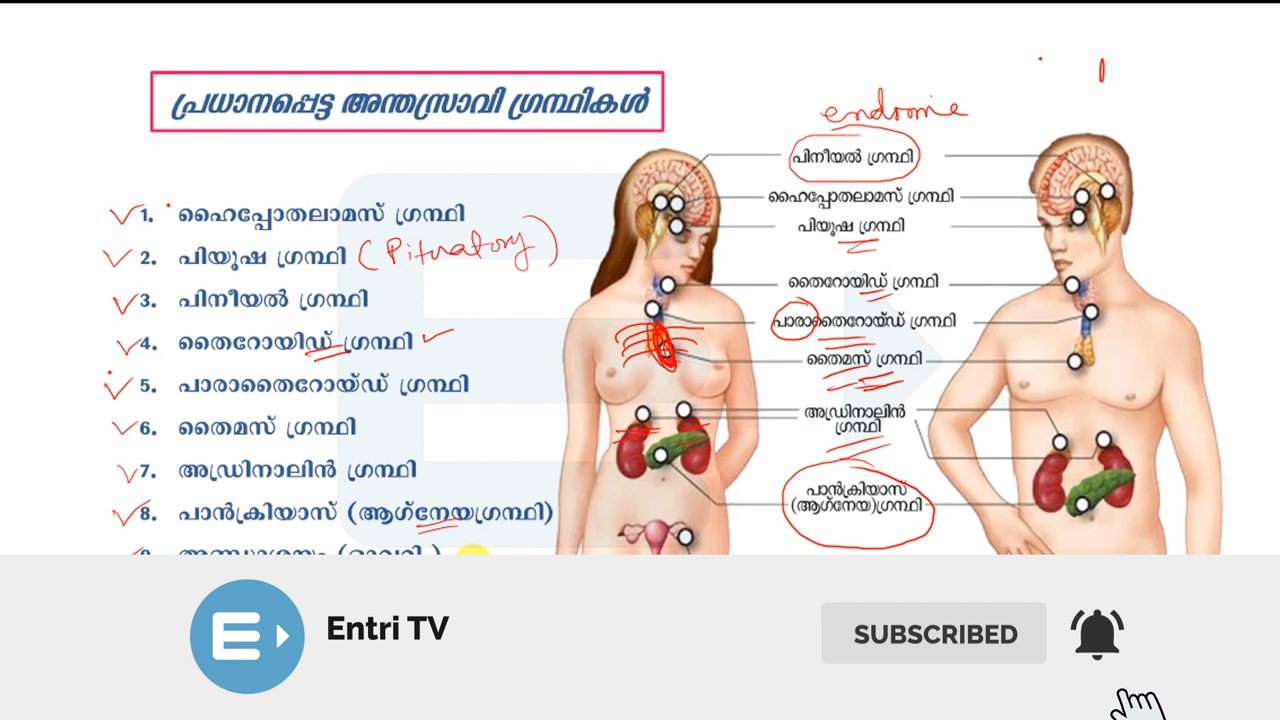 പ്രധാനപ്പെട്ട അന്തസ്രാവി ഗ്രന്ഥികൾ
1. ഹൈപ്പോതലാമസ് ഗ്രന്ഥി
2. പിയൂഷ ഗ്രന്ഥി (Pituatory)
3. പിനീയൽ ഗ്രന്ഥി
4. തൈറോയിഡ് ഗ്രന്ഥി
5. പാരാതൈറോയ്ഡ് ഗ്രന്ഥി
6. തൈമസ് ഗ്രന്ഥി
7. അഡ്രിനാലിൻ ഗ്രന്ഥി
8. പാൻക്രിയാസ് (ആഗ്നേയഗ്രന്ഥി)
പിനീയൽ ഗ്രന്ഥി
ഹൈപ്പോതലാമസ് ഗ്രന്ഥി
പിയൂഷ ഗ്രന്ഥി
തൈറോയിഡ് ഗ്രന്ഥി
പാരാതൈറോയ്ഡ് ഗ്രന്ഥി
തൈമസ് ഗ്രന്ഥി
അഡ്രിനാലിൻ
ഗ്രന്ഥി
പാൻക്രിയാസ്
(ആഗ്നേയ)ഗ്രന്ഥി
Entri TV
SUBSCRIBED